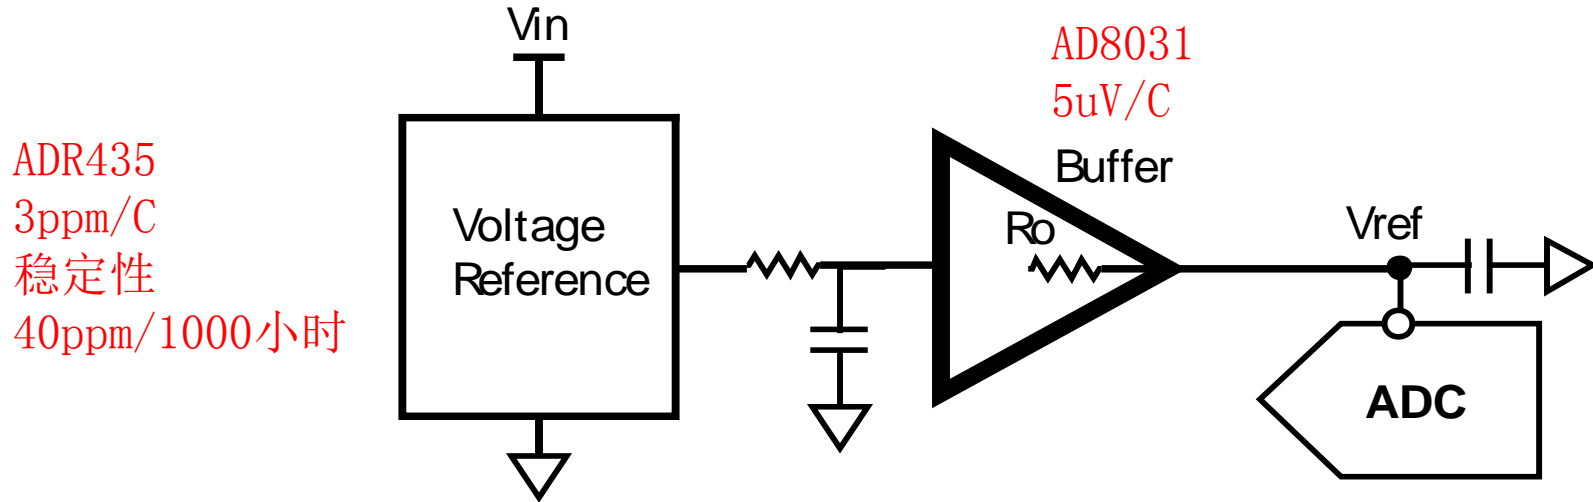 Vin
AD8031
5uV/C
ADR435
3ppm/C
稳定性
40ppm/1000小时
Voltage
Reference
Buffer
Ro
Vref
ADC